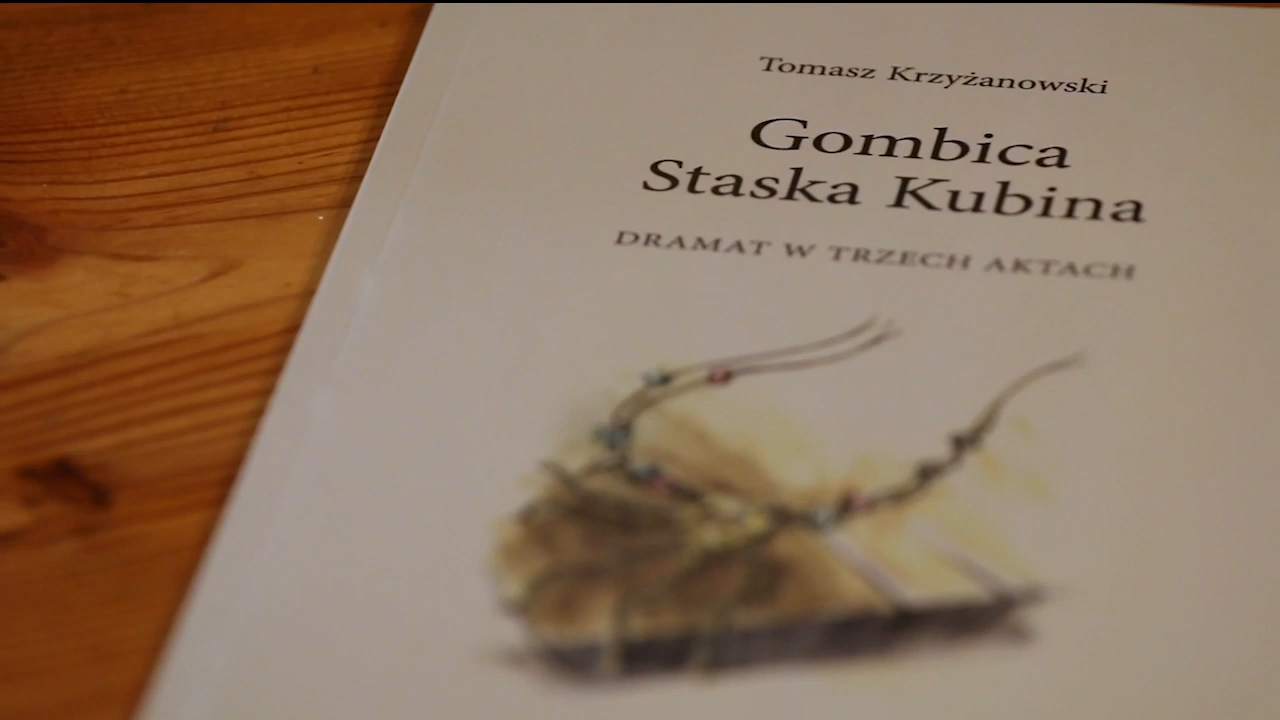 Tomasz Krzyżanowski
Gombica
Staska Kubina
DRAMAT W TRZECH AKTACH